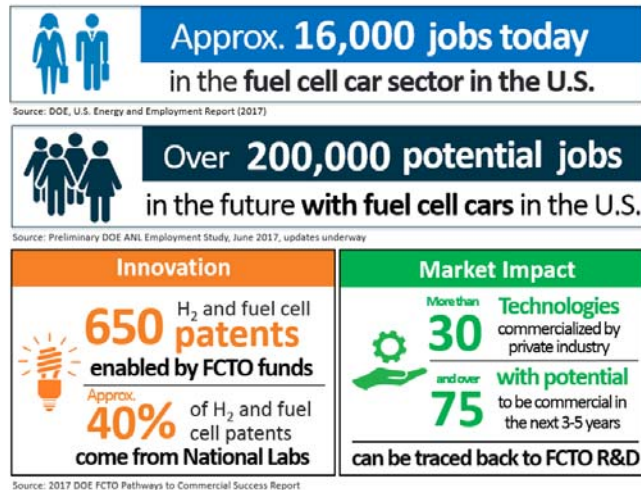 Approx. 16,000 jobs today
in the fuel cell car sector in the U.S.
Source: DOE, U.S. Energy and Employment Report (2017)
Over 200,000 potential jobs
in the future with fuel cell cars in the U.S.
Source: Preliminary DOE ANL Employment Study, June 2017, updates underway
Innovation
650 H₂ and fuel cell
patents
enabled by FCTO funds
Approx.
40% of H₂ and fuel
cell patents
come from National Labs
Market Impact
More than
30 Technologies
commercialized by
private industry
and over
75 with potential
to be commercial in
the next 3-5 years
can be traced back to FCTO R&D
Source: 2017 DOE FCTO Pathways to Commercial Success Report